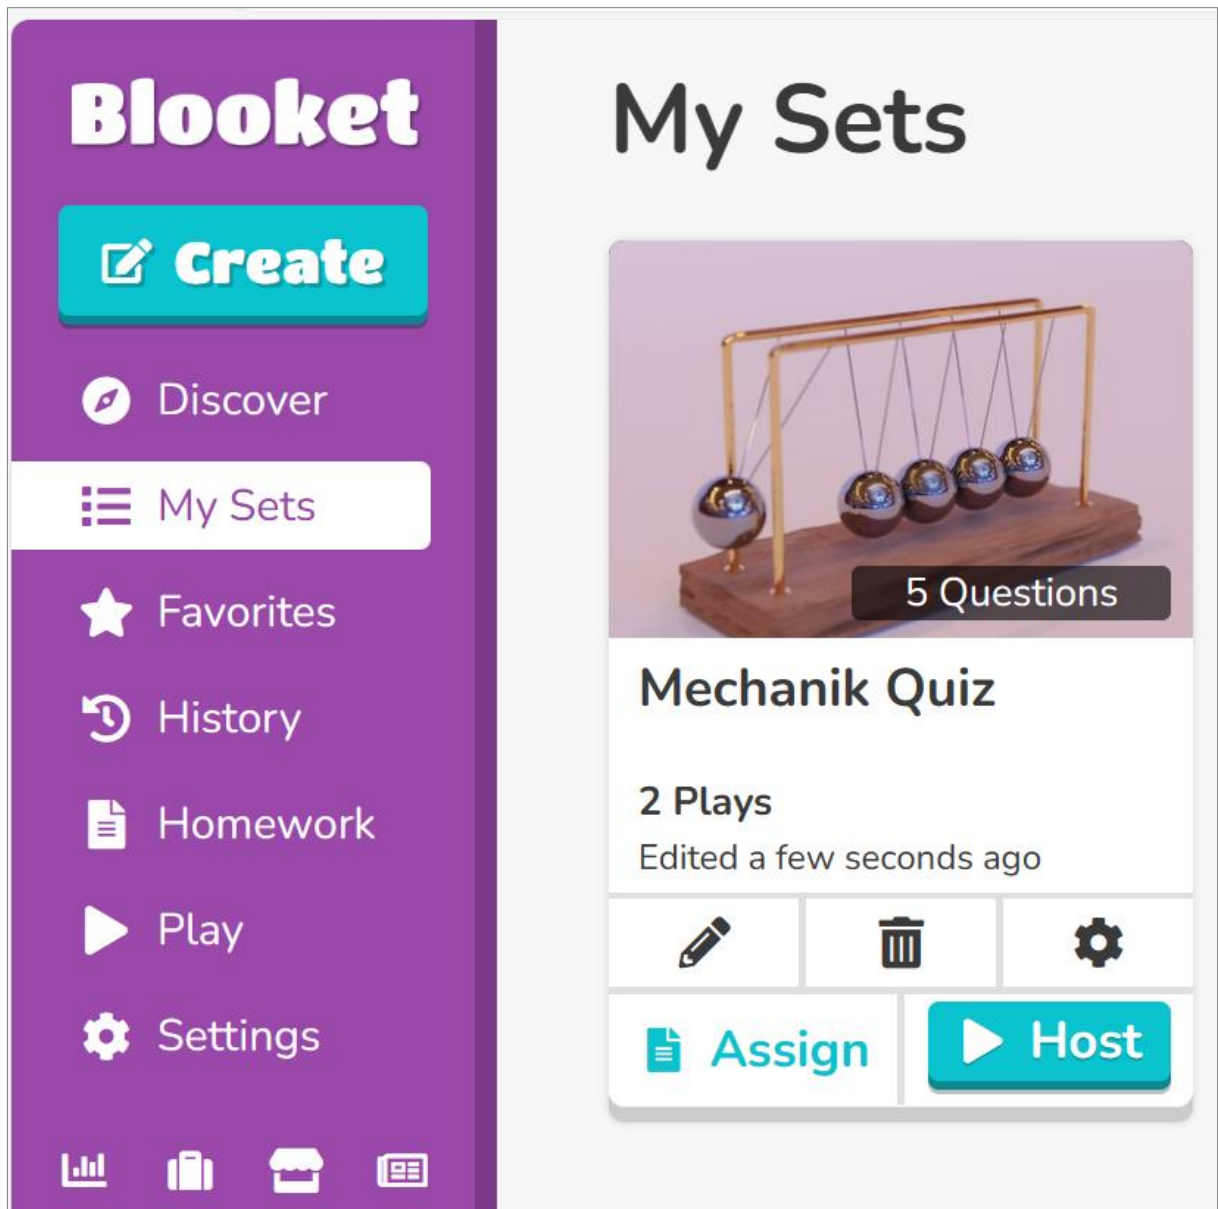 Blooket
Create
Discover
My Sets
Favorites
History
Homework
Play
Settings
My Sets
5 Questions
Mechanik Quiz
2 Plays
Edited a few seconds ago
Assign
Host